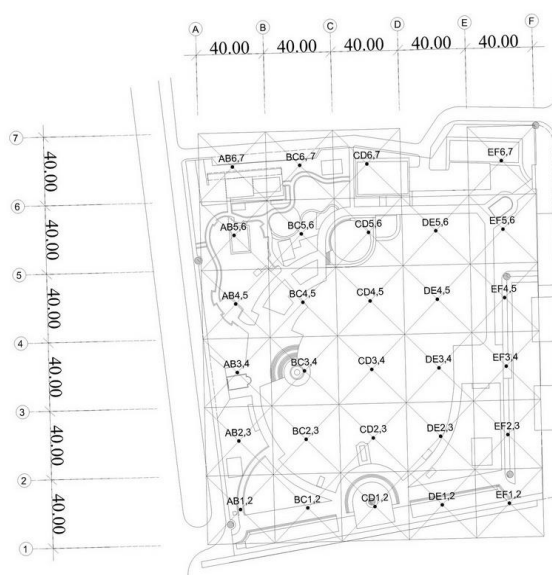 A B C D E F
40.00 40.00 40.00 40.00 40.00
7
AB6,7 BC6, 7 CD6,7 EF6,7
40.00
6
AB5,6 BC5,6 CD5,6 DE5,6 EF5,6
40.00
5
AB4,5 BC4,5 CD4,5 DE4,5 EF4,5
40.00
4
AB3,4 BC3,4 CD3,4 DE3,4 EF3,4
40.00
3
AB2,3 BC2,3 CD2,3 DE2,3 EF2,3
40.00
2
AB1,2 BC1,2 CD1,2 DE1,2 EF1,2
40.00
1